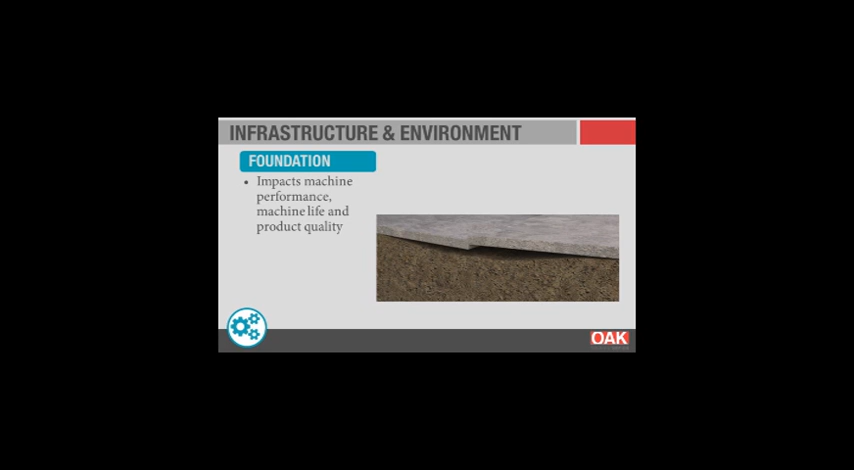 INFRASTRUCTURE & ENVIRONMENT
FOUNDATION
• Impacts machine
performance,
machine life and
product quality
OAK